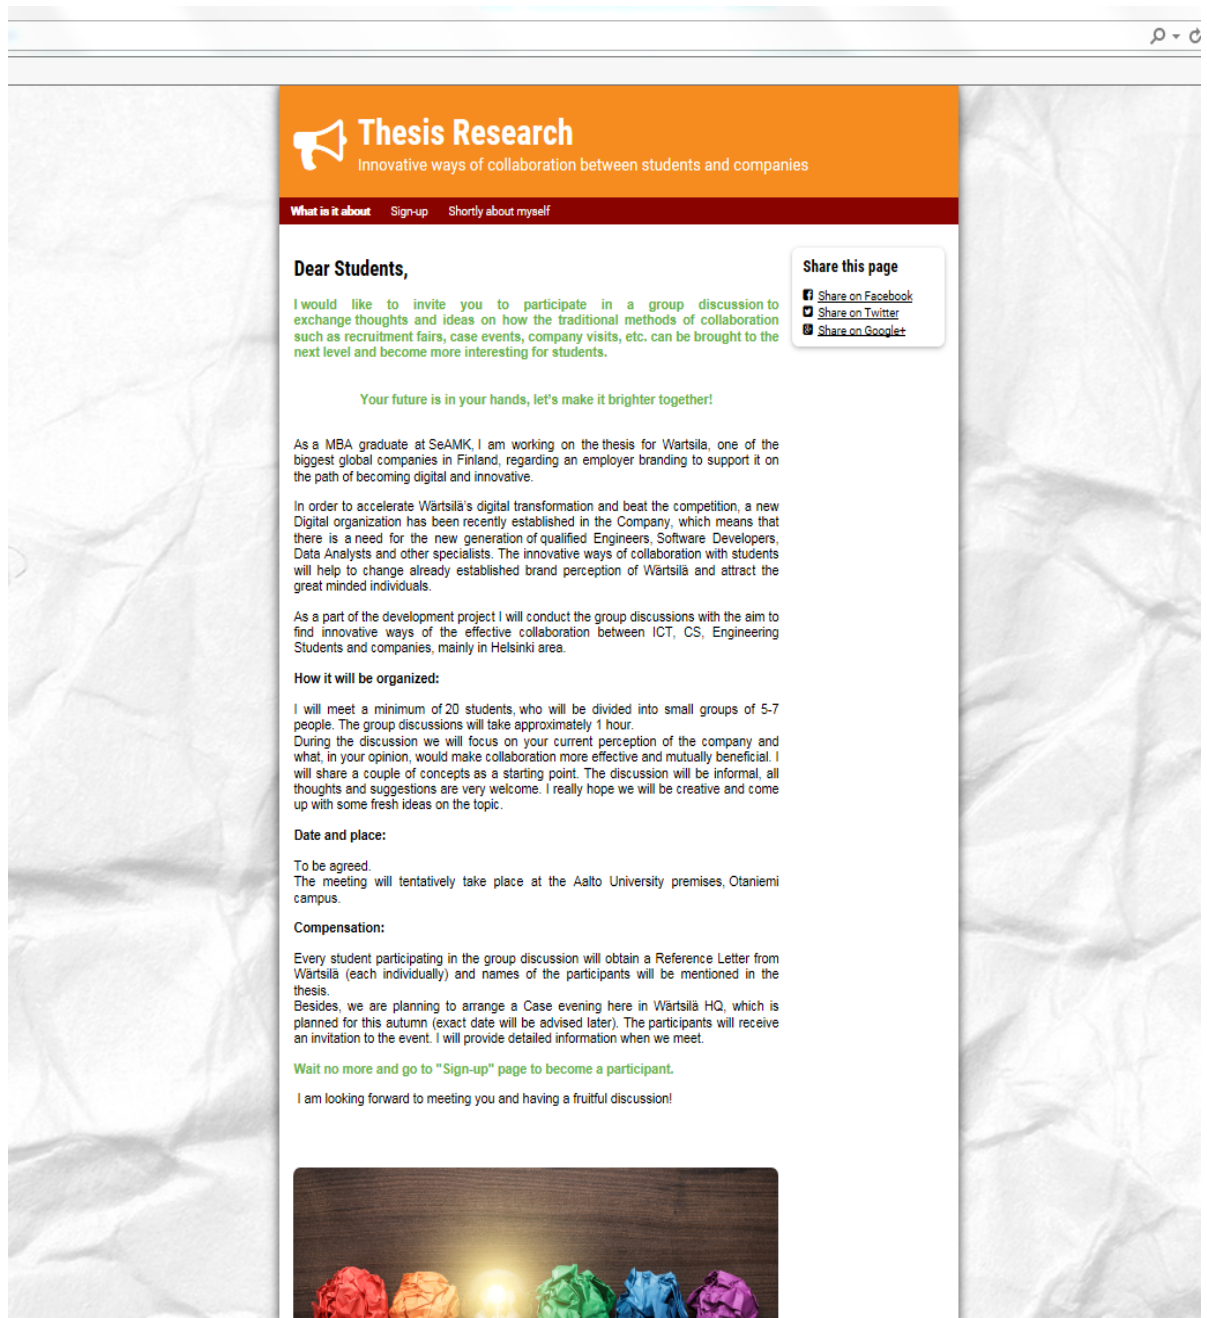 Thesis Research
Innovative ways of collaboration between students and companies
What is it about
Sign-up
Shortly about myself
Dear Students,
I would like to invite you to participate in a group discussion to
exchange thoughts and ideas on how the traditional methods of collaboration
such as recruitment fairs, case events, company visits, etc. can be brought to the
next level and become more interesting for students.
Your future is in your hands, let's make it brighter together!
As a MBA graduate at SeAMK, I am working on the thesis for Wartsila, one of the
biggest global companies in Finland, regarding an employer branding to support it on
the path of becoming digital and innovative.
In order to accelerate Wärtsilä's digital transformation and beat the competition, a new
Digital organization has been recently established in the Company, which means that
there is a need for the new generation of qualified Engineers, Software Developers,
Data Analysts and other specialists. The innovative ways of collaboration with students
will help to change already established brand perception of Wärtsilä and attract the
great minded individuals.
As a part of the development project I will conduct the group discussions with the aim to
find innovative ways of the effective collaboration between ICT, CS, Engineering
Students and companies, mainly in Helsinki area.
How it will be organized:
I will meet a minimum of 20 students, who will be divided into small groups of 5-7
people. The group discussions will take approximately 1 hour.
During the discussion we will focus on your current perception of the company and
what, in your opinion, would make collaboration more effective and mutually beneficial. I
will share a couple of concepts as a starting point. The discussion will be informal, all
thoughts and suggestions are very welcome. I really hope we will be creative and come
up with some fresh ideas on the topic.
Date and place:
To be agreed.
The meeting will tentatively take place at the Aalto University premises, Otaniemi
campus.
Compensation:
Every student participating in the group discussion will obtain a Reference Letter from
Wärtsilä (each individually) and names of the participants will be mentioned in the
thesis.
Besides, we are planning to arrange a Case evening here in Wärtsilä HQ, which is
planned for this autumn (exact date will be advised later). The participants will receive
an invitation to the event. I will provide detailed information when we meet.
Wait no more and go to "Sign-up" page to become a participant.
I am looking forward to meeting you and having a fruitful discussion!
Share this page
Share on Facebook
Share on Twitter
Share on Google+